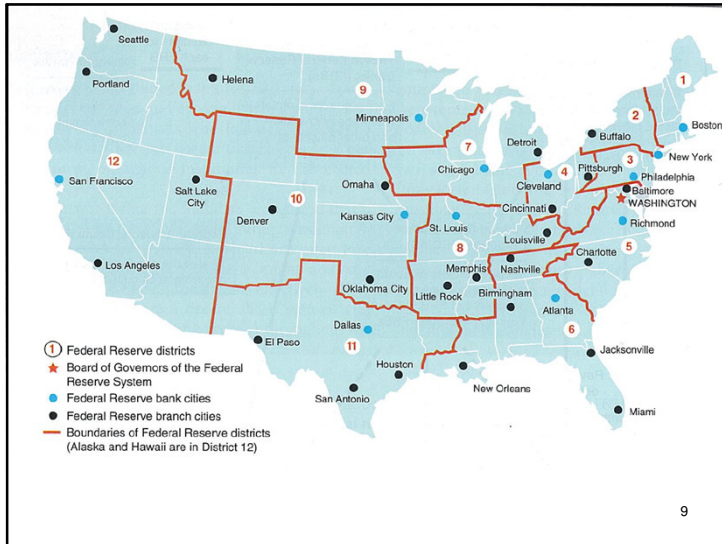 Seattle
Portland
Helena
9
Minneapolis
1
2
Boston
Buffalo
New York
7
Detroit
3
Chicago
4
Cleveland
Pittsburgh
Philadelphia
Baltimore
WASHINGTON
12
San Francisco
Salt Lake
City
Omaha
10
Denver
Kansas City
St. Louis
Cincinnati
Richmond
Louisville
8
5
Los Angeles
Oklahoma City
Memphis
Nashville
Charlotte
Little Rock
Birmingham
Atlanta
6
Dallas
11
El Paso
Houston
San Antonio
New Orleans
Jacksonville
Miami
1 Federal Reserve districts
Board of Governors of the Federal
Reserve System
Federal Reserve bank cities
Federal Reserve branch cities
Boundaries of Federal Reserve districts
(Alaska and Hawaii are in District 12)
9